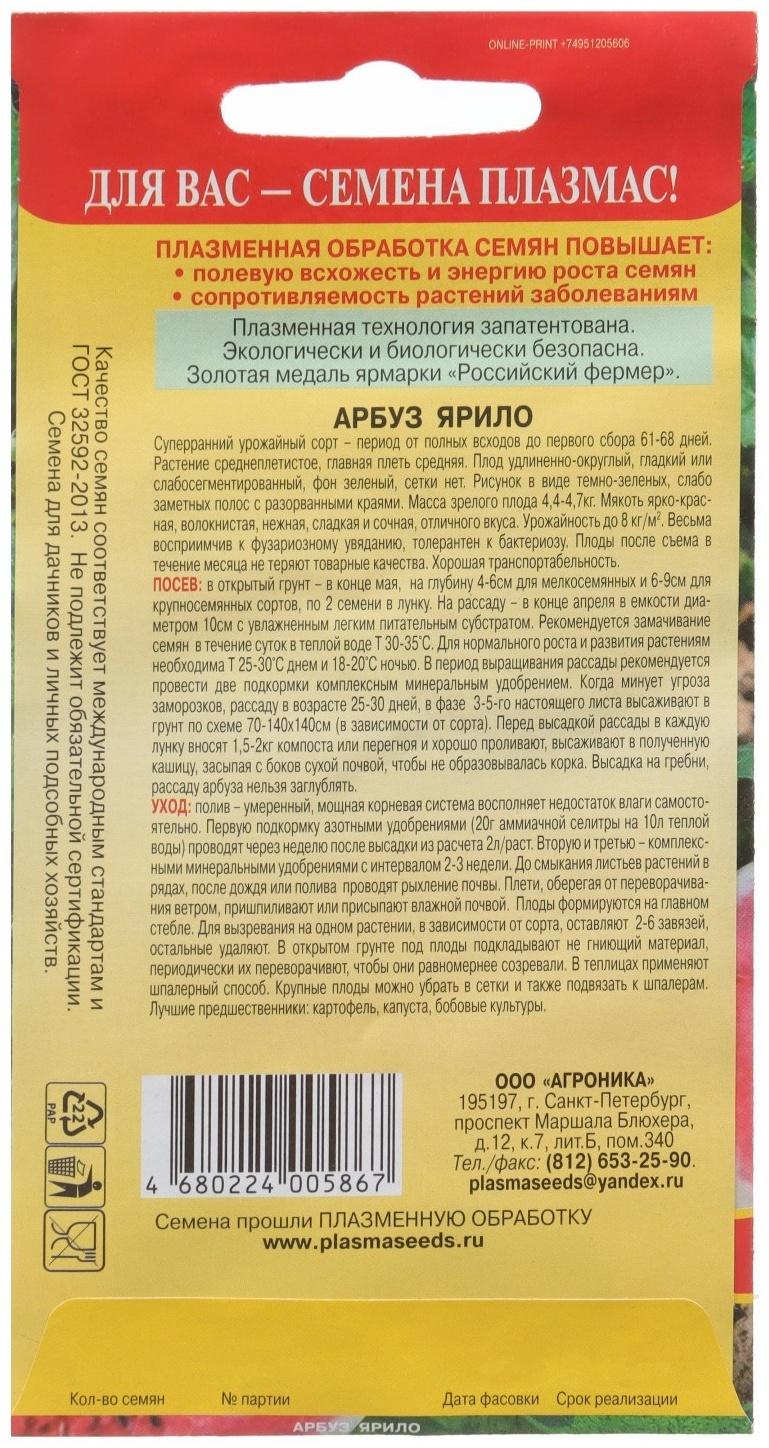 ONLINE-PRINT +74951205606
ДЛЯ ВАС — СЕМЕНА ПЛАЗМАС!
ПЛАЗМЕННАЯ ОБРАБОТКА СЕМЯН ПОВЫШАЕТ:
• полевую всхожесть и энергию роста семян
• сопротивляемость растений заболеваниям
Плазменная технология запатентована.
Экологически и биологически безопасна.
Золотая медаль ярмарки «Российский фермер».
АРБУЗ ЯРИЛО
Суперранний урожайный сорт – период от полных всходов до первого сбора 61-68 дней.
Растение среднеплетистое, главная плеть средняя. Плод удлиненно-округлый, гладкий или
слабосегментированный, фон зеленый, сетки нет. Рисунок в виде темно-зеленых, слабо
заметных полос с разорванными краями. Масса зрелого плода 4,4-4,7кг. Мякоть ярко-крас-
ная, волокнистая, нежная, сладкая и сочная, отличного вкуса. Урожайность до 8 кг/м². Весьма
восприимчив к фузариозному увяданию, толерантен к бактериозу. Плоды после съема в
течение месяца не теряют товарные качества. Хорошая транспортабельность.
ПОСЕВ: в открытый грунт – в конце мая, на глубину 4-6см для мелкосемянных и 6-9см для
крупносемянных сортов, по 2 семени в лунку. На рассаду – в конце апреля в емкости диа-
метром 10см с увлажненным легким питательным субстратом. Рекомендуется замачивание
семян в течение суток в теплой воде Т 30-35°С. Для нормального роста и развития растениям
необходима Т 25-30°С днем и 18-20°С ночью. В период выращивания рассады рекомендуется
провести две подкормки комплексным минеральным удобрением. Когда минует угроза
заморозков, рассаду в возрасте 25-30 дней, в фазе 3-5-го настоящего листа высаживают в
грунт по схеме 70-140х140см (в зависимости от сорта). Перед высадкой рассады в каждую
лунку вносят 1,5-2кг компоста или перегноя и хорошо проливают, высаживают в полученную
кашицу, засыпая с боков сухой почвой, чтобы не образовывалась корка. Высадка на гребни,
рассаду арбуза нельзя заглублять.
УХОД: полив – умеренный, мощная корневая система восполняет недостаток влаги самосто-
ятельно. Первую подкормку азотными удобрениями (20г аммиачной селитры на 10л теплой
воды) проводят через неделю после высадки из расчета 2л/раст. Вторую и третью – комплекс-
ными минеральными удобрениями с интервалом 2-3 недели. До смыкания листьев растений в
рядах, после дождя или полива проводят рыхление почвы. Плети, оберегая от переворачива-
ния ветром, пришпиливают или присыпают влажной почвой. Плоды формируются на главном
стебле. Для вызревания на одном растении, в зависимости от сорта, оставляют 2-6 завязей,
остальные удаляют. В открытом грунте под плоды подкладывают не гниющий материал,
периодически их переворачивют, чтобы они равномернее созревали. В теплицах применяют
шпалерный способ. Крупные плоды можно убрать в сетки и также подвязать к шпалерам.
Лучшие предшественники: картофель, капуста, бобовые культуры.
Качество семян соответствует международным стандартам и
ГОСТ 32592-2013. Не подлежит обязательной сертификации.
Семена для дачников и личных подсобных хозяйств.
22
PAP
4 680224 005867
ООО «АГРОНИКА»
195197, г. Санкт-Петербург,
проспект Маршала Блюхера,
д.12, к.7, лит.Б, пом.340
Тел./факс: (812) 653-25-90.
plasmaseeds@yandex.ru
Семена прошли ПЛАЗМЕННУЮ ОБРАБОТКУ
www.plasmaseeds.ru
Кол-во семян № партии Дата фасовки Срок реализации
АРБУЗ ЯРИЛО